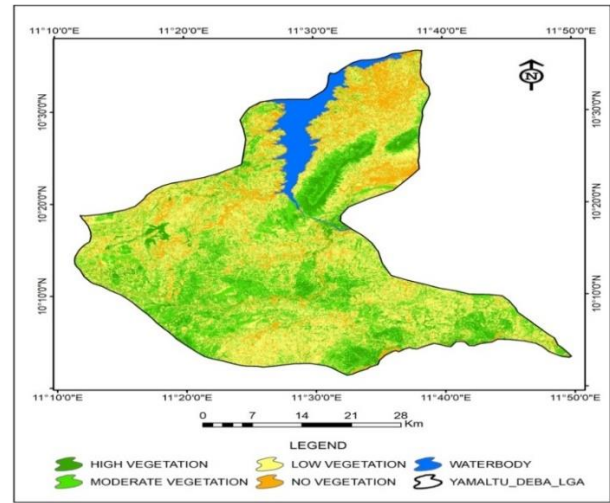 11°10'0"E 11°20'0"E 11°30'0"E 11°40'0"E 11°50'0"E
N
10°30'0"N 10°30'0"N
10°20'0"N 10°20'0"N
10°10'0"N 10°10'0"N
11°10'0"E 11°20'0"E 11°30'0"E 11°40'0"E 11°50'0"E
0 3.5 7 14 21 28
Km
LEGEND
HIGH VEGETATION LOW VEGETATION WATERBODY
MODERATE VEGETATION NO VEGETATION YAMALTU_DEBA_LGA